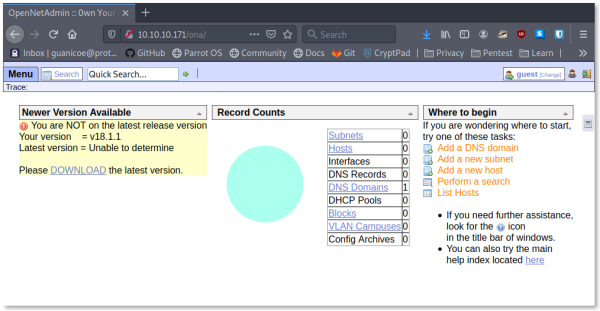 OpenNetAdmin :: 0wn Your
10.10.10.171/ona/
Search
Inbox | guanicoe@prot...
GitHub
Parrot OS
Community
Docs
Git
CryptPad
Privacy
Pentest
Learn
Menu
Search
Quick Search...
guest [Change]
Trace:
Newer Version Available
You are NOT on the latest release version
Your version = v18.1.1
Latest version = Unable to determine
Please DOWNLOAD the latest version.
Record Counts
Subnets 0
Hosts 0
Interfaces 0
DNS Records 0
DNS Domains 1
DHCP Pools 0
Blocks 0
VLAN Campuses 0
Config Archives 0
Where to begin
If you are wondering where to start,
try one of these tasks:
Add a DNS domain
Add a new subnet
Add a new host
Perform a search
List Hosts
If you need further assistance,
look for the icon
in the title bar of windows.
You can also try the main
help index located here